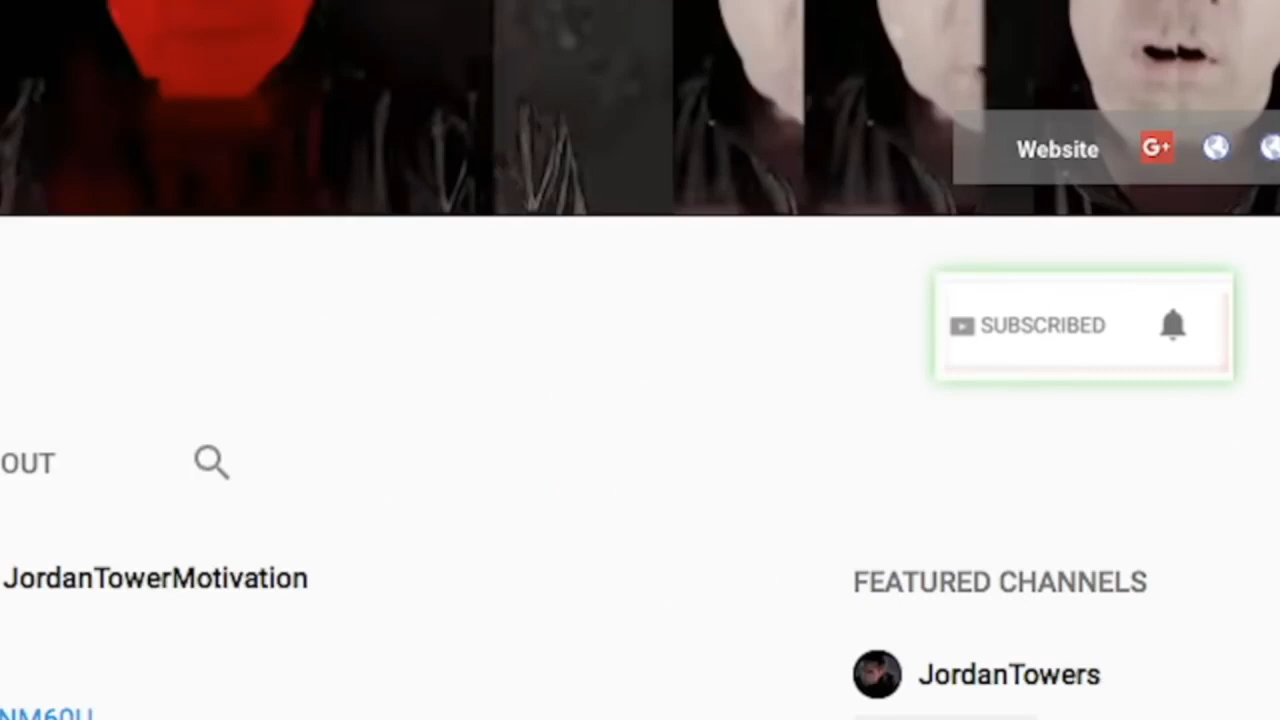 Website G+
SUBSCRIBED
OUT
JordanTowerMotivation
FEATURED CHANNELS
JordanTowers